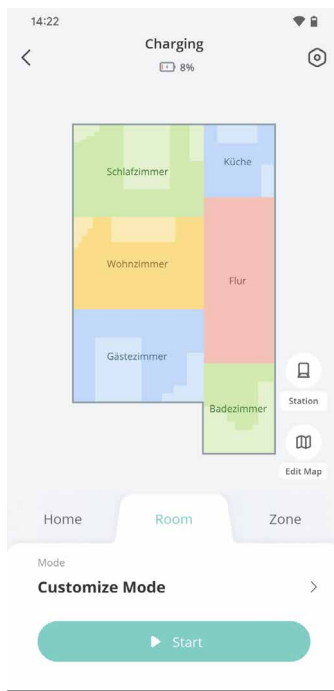 14:22
Charging
8%
Schlafzimmer
Küche
Wohnzimmer
Flur
Gästezimmer
Station
Badezimmer
Edit Map
Home
Room
Zone
Mode
Customize Mode
Start